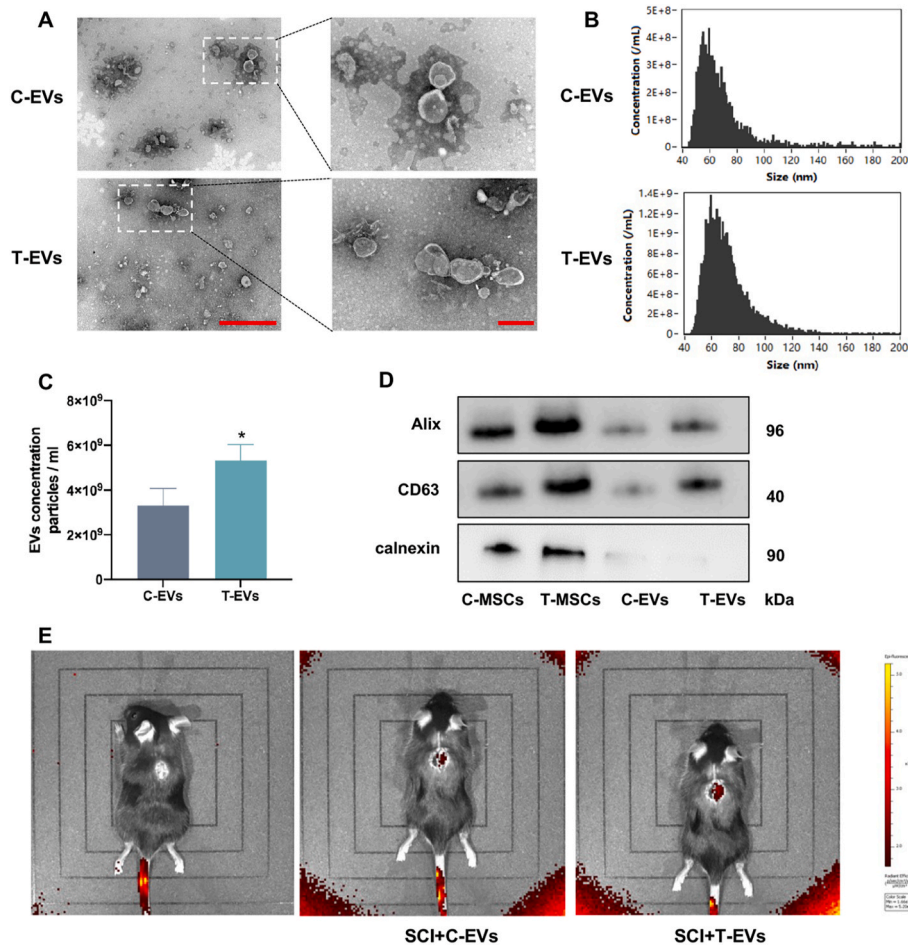 A
B
C-EVs
T-EVs
C-EVs
Concentration (/mL)
5E+8
4E+8
3E+8
2E+8
1E+8
0
40 60 80 100 120 140 160 180 200
Size (nm)
T-EVs
Concentration (/mL)
1.4E+9
1.2E+9
1E+9
8E+8
6E+8
4E+8
2E+8
0
40 60 80 100 120 140 160 180 200
Size (nm)
C
EVs concentration
particles / ml
8×10⁹
6×10⁹
4×10⁹
2×10⁹
0
*
C-EVs T-EVs
D
Alix 96
CD63 40
calnexin 90
C-MSCs T-MSCs C-EVs T-EVs kDa
E
SCI+C-EVs
SCI+T-EVs
Color Scale